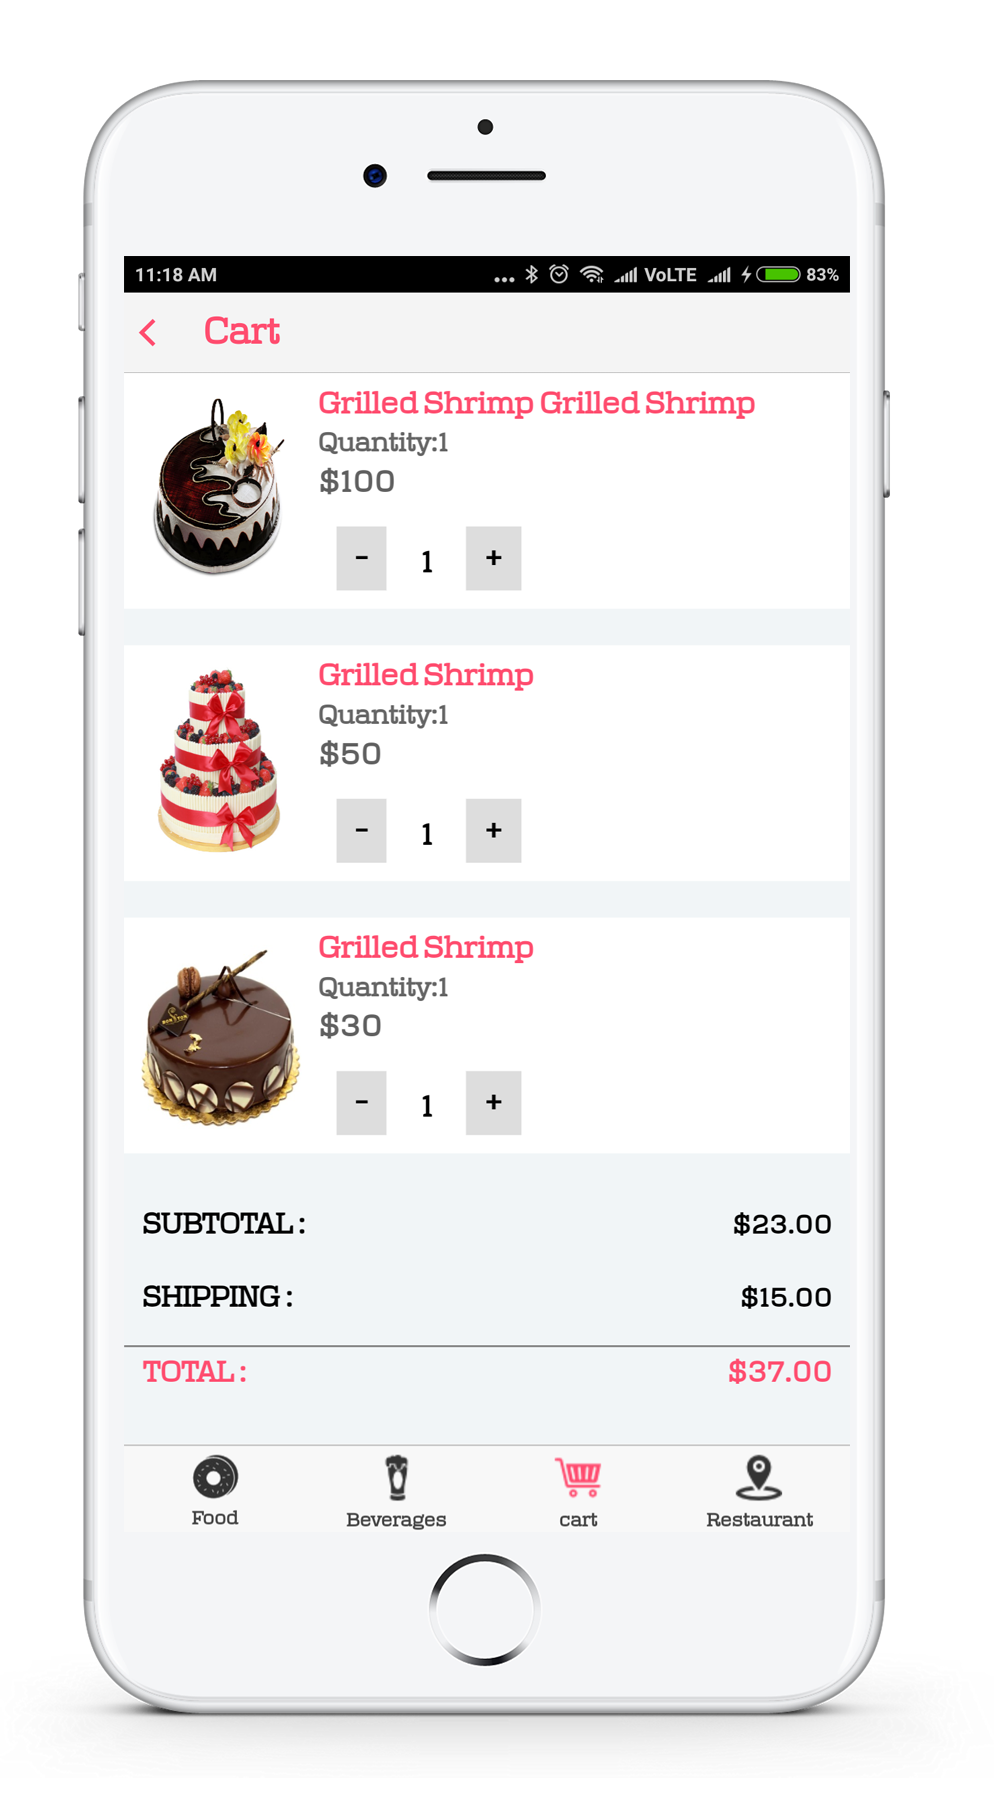 11:18 AM ... VoLTE 83%
Cart
Grilled Shrimp Grilled Shrimp
Quantity:1
$100
- 1 +
Grilled Shrimp
Quantity:1
$50
- 1 +
Grilled Shrimp
Quantity:1
$30
- 1 +
SUBTOTAL : $23.00
SHIPPING : $15.00
TOTAL : $37.00
Food Beverages cart Restaurant